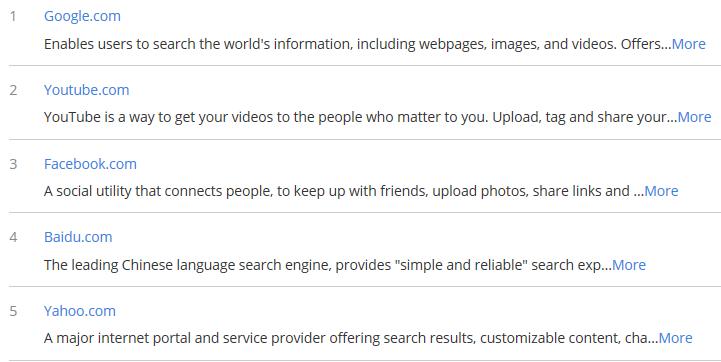 1 Google.com
Enables users to search the world's information, including webpages, images, and videos. Offers...More
2 Youtube.com
YouTube is a way to get your videos to the people who matter to you. Upload, tag and share your...More
3 Facebook.com
A social utility that connects people, to keep up with friends, upload photos, share links and ...More
4 Baidu.com
The leading Chinese language search engine, provides "simple and reliable" search exp...More
5 Yahoo.com
A major internet portal and service provider offering search results, customizable content, cha...More